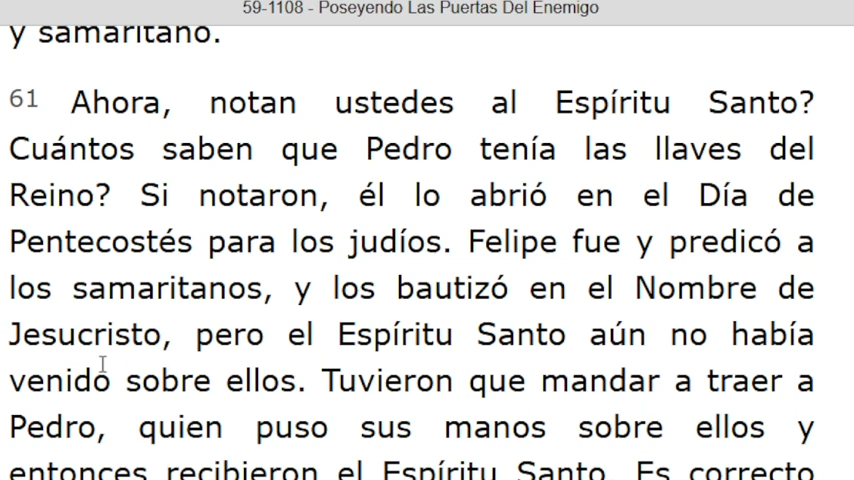 59-1108 - Poseyendo Las Puertas Del Enemigo
y samaritano.
61 Ahora, notan ustedes al Espíritu Santo?
Cuántos saben que Pedro tenía las llaves del
Reino? Si notaron, él lo abrió en el Día de
Pentecostés para los judíos. Felipe fue y predicó a
los samaritanos, y los bautizó en el Nombre de
Jesucristo, pero el Espíritu Santo aún no había
venido sobre ellos. Tuvieron que mandar a traer a
Pedro, quien puso sus manos sobre ellos y
entonces recibieron el Espíritu Santo. Es correcto